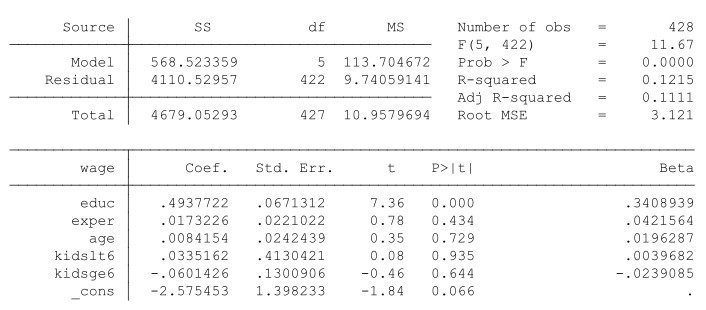 Source SS df MS Number of obs = 428
F(5, 422) = 11.67
Model 568.523359 5 113.704672 Prob > F = 0.0000
Residual 4110.52957 422 9.74059141 R-squared = 0.1215
Adj R-squared = 0.1111
Total 4679.05293 427 10.9579694 Root MSE = 3.121
wage Coef. Std. Err. t P>|t| Beta
educ .4937722 .0671312 7.36 0.000 .3408939
exper .0173226 .0221022 0.78 0.434 .0421564
age .0084154 .0242439 0.35 0.729 .0196287
kidslt6 .0335162 .4130421 0.08 0.935 .0039682
kidsge6 -.0601426 .1300906 -0.46 0.644 -.0239085
_cons -2.575453 1.398233 -1.84 0.066 .